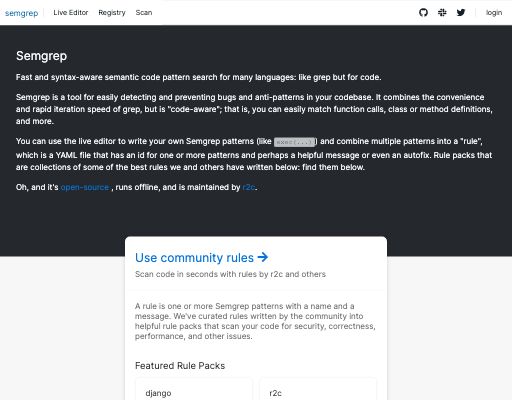 semgrep Live Editor Registry Scan login
Semgrep
Fast and syntax-aware semantic code pattern search for many languages: like grep but for code.
Semgrep is a tool for easily detecting and preventing bugs and anti-patterns in your codebase. It combines the convenience
and rapid iteration speed of grep, but is "code-aware"; that is, you can easily match function calls, class or method definitions,
and more.
You can use the live editor to write your own Semgrep patterns (like exec(...)) and combine multiple patterns into a "rule",
which is a YAML file that has an id for one or more patterns and perhaps a helpful message or even an autofix. Rule packs
are collections of some of the best rules we and others have written below: find them below.
Oh, and it's open-source , runs offline, and is maintained by r2c.
Use community rules →
Scan code in seconds with rules by r2c and others
A rule is one or more Semgrep patterns with a name and a
message. We've curated rules written by the community into
helpful rule packs that scan your code for security, correctness,
performance, and other issues.
Featured Rule Packs
django r2c